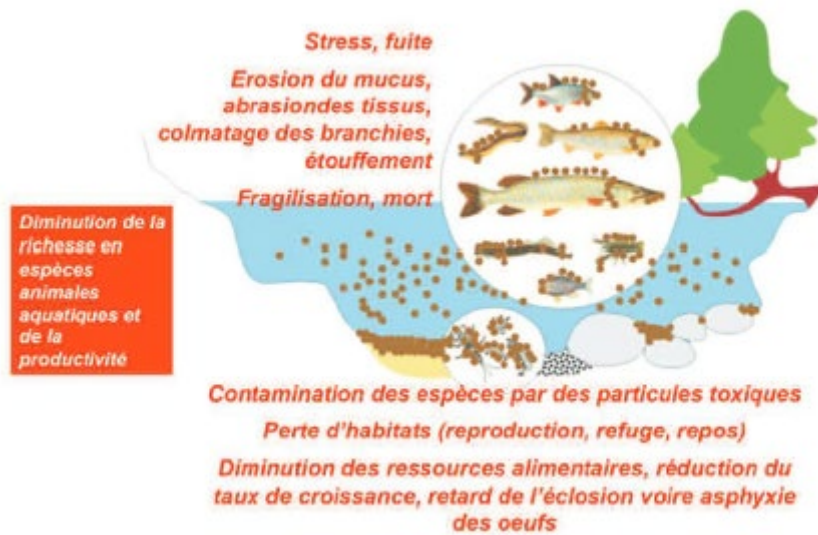 Stress, fuite
Erosion du mucus,
abrasiondes tissus,
colmatage des branchies,
étouffement
Fragilisation, mort
Diminution de la
richesse en
espèces
animales
aquatiques et
de la
productivité
Contamination des espèces par des particules toxiques
Perte d'habitats (reproduction, refuge, repos)
Diminution des ressources alimentaires, réduction du
taux de croissance, retard de l'éclosion voire asphyxie
des oeufs